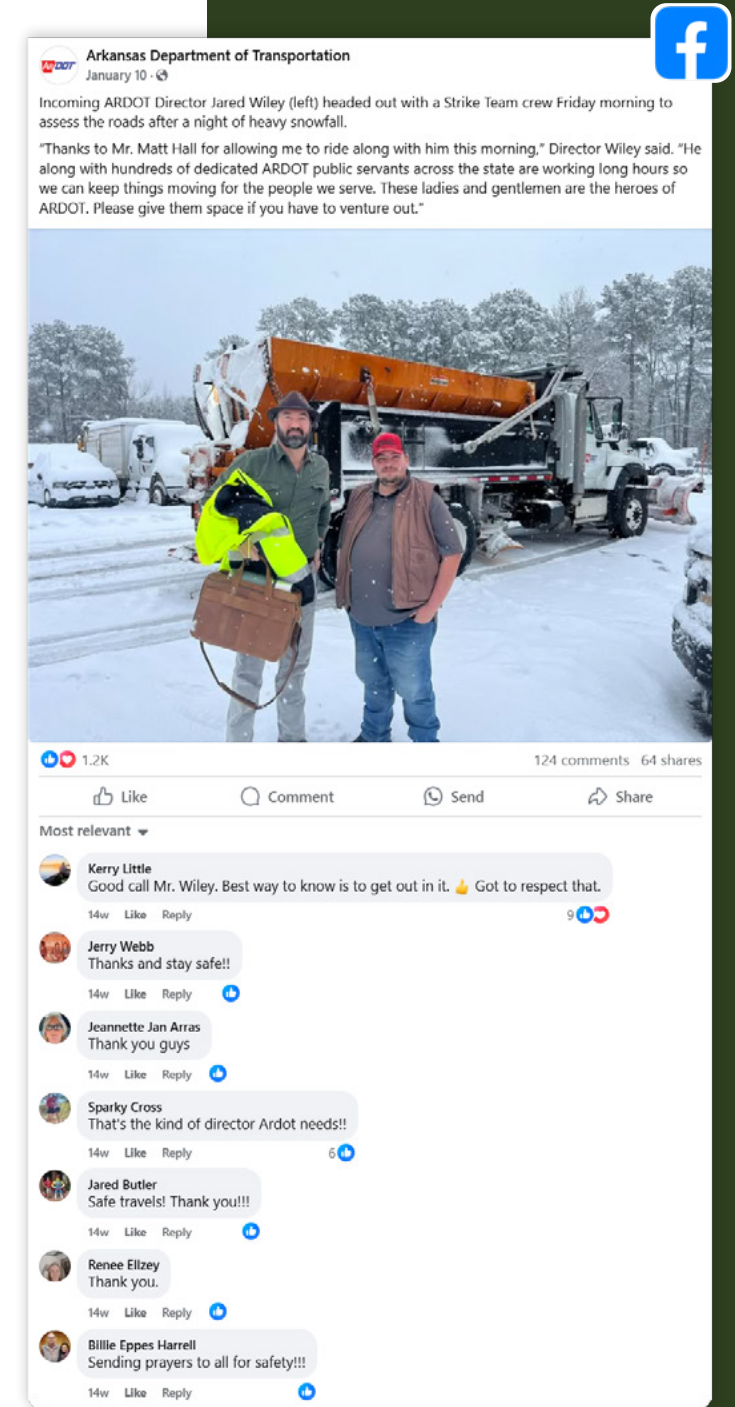 ARDOT
Arkansas Department of Transportation
January 10 ·
Incoming ARDOT Director Jared Wiley (left) headed out with a Strike Team crew Friday morning to
assess the roads after a night of heavy snowfall.
"Thanks to Mr. Matt Hall for allowing me to ride along with him this morning," Director Wiley said. "He
along with hundreds of dedicated ARDOT public servants across the state are working long hours so
we can keep things moving for the people we serve. These ladies and gentlemen are the heroes of
ARDOT. Please give them space if you have to venture out."
1.2K
124 comments 64 shares
Like Comment Send Share
Most relevant
Kerry Little
Good call Mr. Wiley. Best way to know is to get out in it. 👍 Got to respect that.
14w Like Reply 9
Jerry Webb
Thanks and stay safe!!
14w Like Reply
Jeannette Jan Arras
Thank you guys
14w Like Reply
Sparky Cross
That's the kind of director Ardot needs!!
14w Like Reply 6
Jared Butler
Safe travels! Thank you!!!
14w Like Reply
Renee Ellzey
Thank you.
14w Like Reply
Billie Eppes Harrell
Sending prayers to all for safety!!!
14w Like Reply